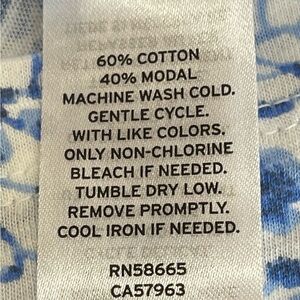 60% COTTON
40% MODAL
MACHINE WASH COLD.
GENTLE CYCLE.
WITH LIKE COLORS.
ONLY NON-CHLORINE
BLEACH IF NEEDED.
TUMBLE DRY LOW.
REMOVE PROMPTLY.
COOL IRON IF NEEDED.
RN58665
CA57963